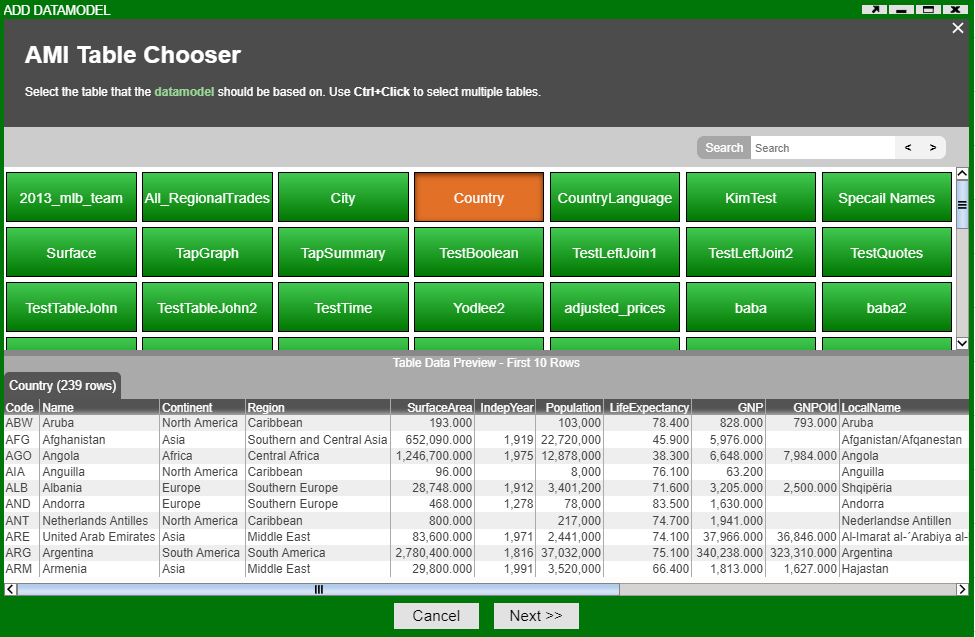 ADD DATAMODEL
AMI Table Chooser
Select the table that the datamodel should be based on. Use Ctrl+Click to select multiple tables.
Search Search < >
2013_mlb_team All_RegionalTrades City Country CountryLanguage KimTest Specail Names
Surface TapGraph TapSummary TestBoolean TestLeftJoin1 TestLeftJoin2 TestQuotes
TestTableJohn TestTableJohn2 TestTime Yodlee2 adjusted_prices baba baba2
Table Data Preview - First 10 Rows
Country (239 rows)
Code Name Continent Region SurfaceArea IndepYear Population LifeExpectancy GNP GNPOld LocalName
ABW Aruba North America Caribbean 193.000 103,000 78.400 828.000 793.000 Aruba
AFG Afghanistan Asia Southern and Central Asia 652,090.000 1,919 22,720,000 45.900 5,976.000 Afganistan/Afqanestan
AGO Angola Africa Central Africa 1,246,700.000 1,975 12,878,000 38.300 6,648.000 7,984.000 Angola
AIA Anguilla North America Caribbean 96.000 8,000 76.100 63.200 Anguilla
ALB Albania Europe Southern Europe 28,748.000 1,912 3,401,200 71.600 3,205.000 2,500.000 Shqipëria
AND Andorra Europe Southern Europe 468.000 1,278 78,000 83.500 1,630.000 Andorra
ANT Netherlands Antilles North America Caribbean 800.000 217,000 74.700 1,941.000 Nederlandse Antillen
ARE United Arab Emirates Asia Middle East 83,600.000 1,971 2,441,000 74.100 37,966.000 36,846.000 Al-Imarat al-´Arabiya al-
ARG Argentina South America South America 2,780,400.000 1,816 37,032,000 75.100 340,238.000 323,310.000 Argentina
ARM Armenia Asia Middle East 29,800.000 1,991 3,520,000 66.400 1,813.000 1,627.000 Hajastan
Cancel Next >>